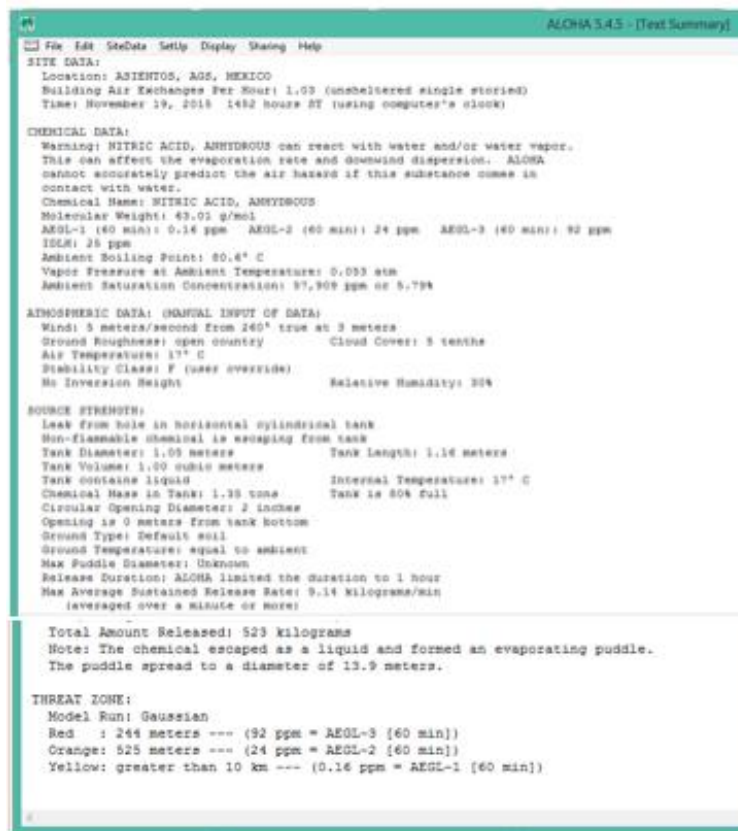 ALOHA 5.4.5 - [Text Summary]
File Edit SiteData SetUp Display Sharing Help
SITE DATA:
Location: ASIENTOS, AGS, MEXICO
Building Air Exchanges Per Hour: 1.03 (unsheltered single storied)
Time: November 19, 2015 1452 hours ST (using computer's clock)
CHEMICAL DATA:
Warning: NITRIC ACID, ANHYDROUS can react with water and/or water vapor.
This can affect the evaporation rate and downwind dispersion. ALOHA
cannot accurately predict the air hazard if this substance comes in
contact with water.
Chemical Name: NITRIC ACID, ANHYDROUS
Molecular Weight: 63.01 g/mol
AEGL-1 (60 min): 0.16 ppm AEGL-2 (60 min): 24 ppm AEGL-3 (60 min): 92 ppm
IDLH: 25 ppm
Ambient Boiling Point: 80.6° C
Vapor Pressure at Ambient Temperature: 0.053 atm
Ambient Saturation Concentration: 57,909 ppm or 5.79%
ATMOSPHERIC DATA: (MANUAL INPUT OF DATA)
Wind: 5 meters/second from 260° true at 3 meters
Ground Roughness: open country Cloud Cover: 5 tenths
Air Temperature: 17° C
Stability Class: F (user override)
No Inversion Height Relative Humidity: 30%
SOURCE STRENGTH:
Leak from hole in horizontal cylindrical tank
Non-flammable chemical is escaping from tank
Tank Diameter: 1.05 meters Tank Length: 1.16 meters
Tank Volume: 1.00 cubic meters
Tank contains liquid Internal Temperature: 17° C
Chemical Mass in Tank: 1.35 tons Tank is 80% full
Circular Opening Diameter: 2 inches
Opening is 0 meters from tank bottom
Ground Type: Default soil
Ground Temperature: equal to ambient
Max Puddle Diameter: Unknown
Release Duration: ALOHA limited the duration to 1 hour
Max Average Sustained Release Rate: 9.14 kilograms/min
(averaged over a minute or more)
Total Amount Released: 523 kilograms
Note: The chemical escaped as a liquid and formed an evaporating puddle.
The puddle spread to a diameter of 13.9 meters.
THREAT ZONE:
Model Run: Gaussian
Red : 244 meters --- (92 ppm = AEGL-3 [60 min])
Orange: 525 meters --- (24 ppm = AEGL-2 [60 min])
Yellow: greater than 10 km --- (0.16 ppm = AEGL-1 [60 min])